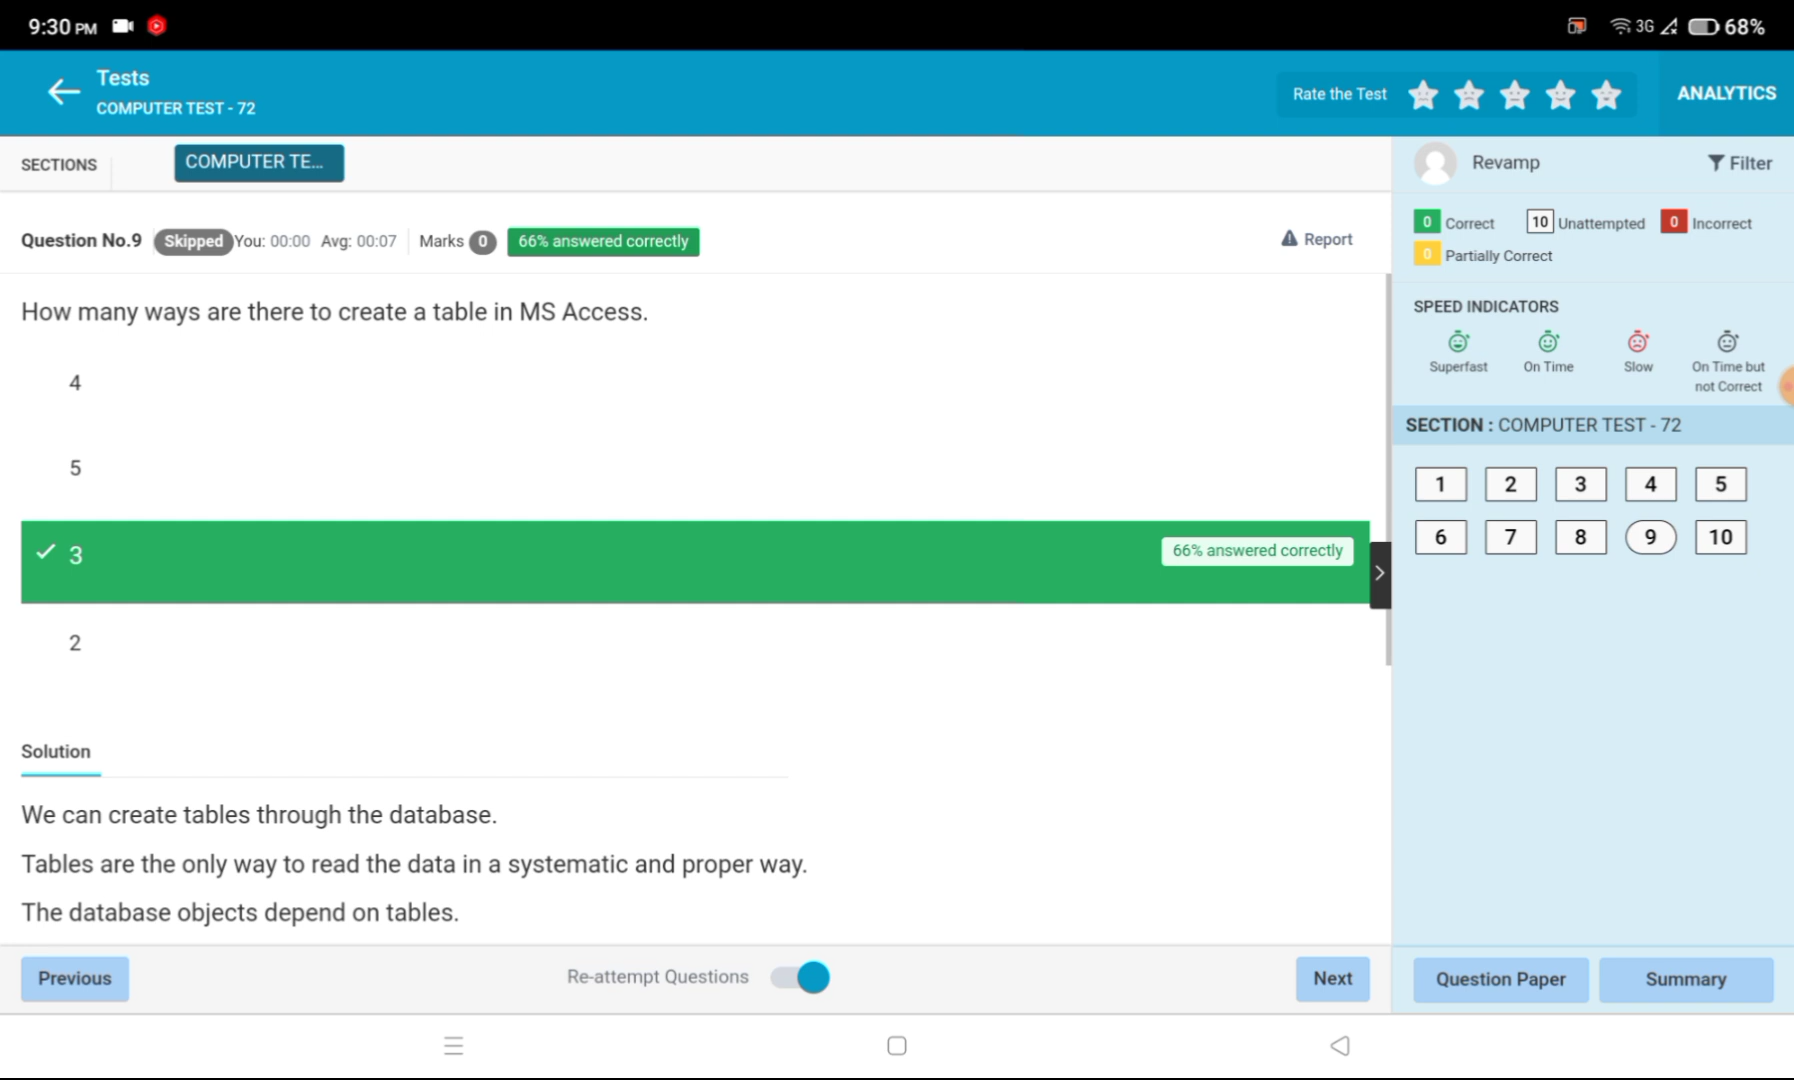 9:30 PM
3G
68%
Tests
COMPUTER TEST - 72
Rate the Test
ANALYTICS
SECTIONS
COMPUTER TE...
Revamp
Filter
0 Correct
10 Unattempted
0 Incorrect
0 Partially Correct
Question No.9 Skipped You: 00:00 Avg: 00:07 Marks 0 66% answered correctly
Report
How many ways are there to create a table in MS Access.
4
5
3
66% answered correctly
2
SPEED INDICATORS
Superfast
On Time
Slow
On Time but
not Correct
SECTION : COMPUTER TEST - 72
1 2 3 4 5
6 7 8 9 10
Solution
We can create tables through the database.
Tables are the only way to read the data in a systematic and proper way.
The database objects depend on tables.
Previous
Re-attempt Questions
Next
Question Paper
Summary